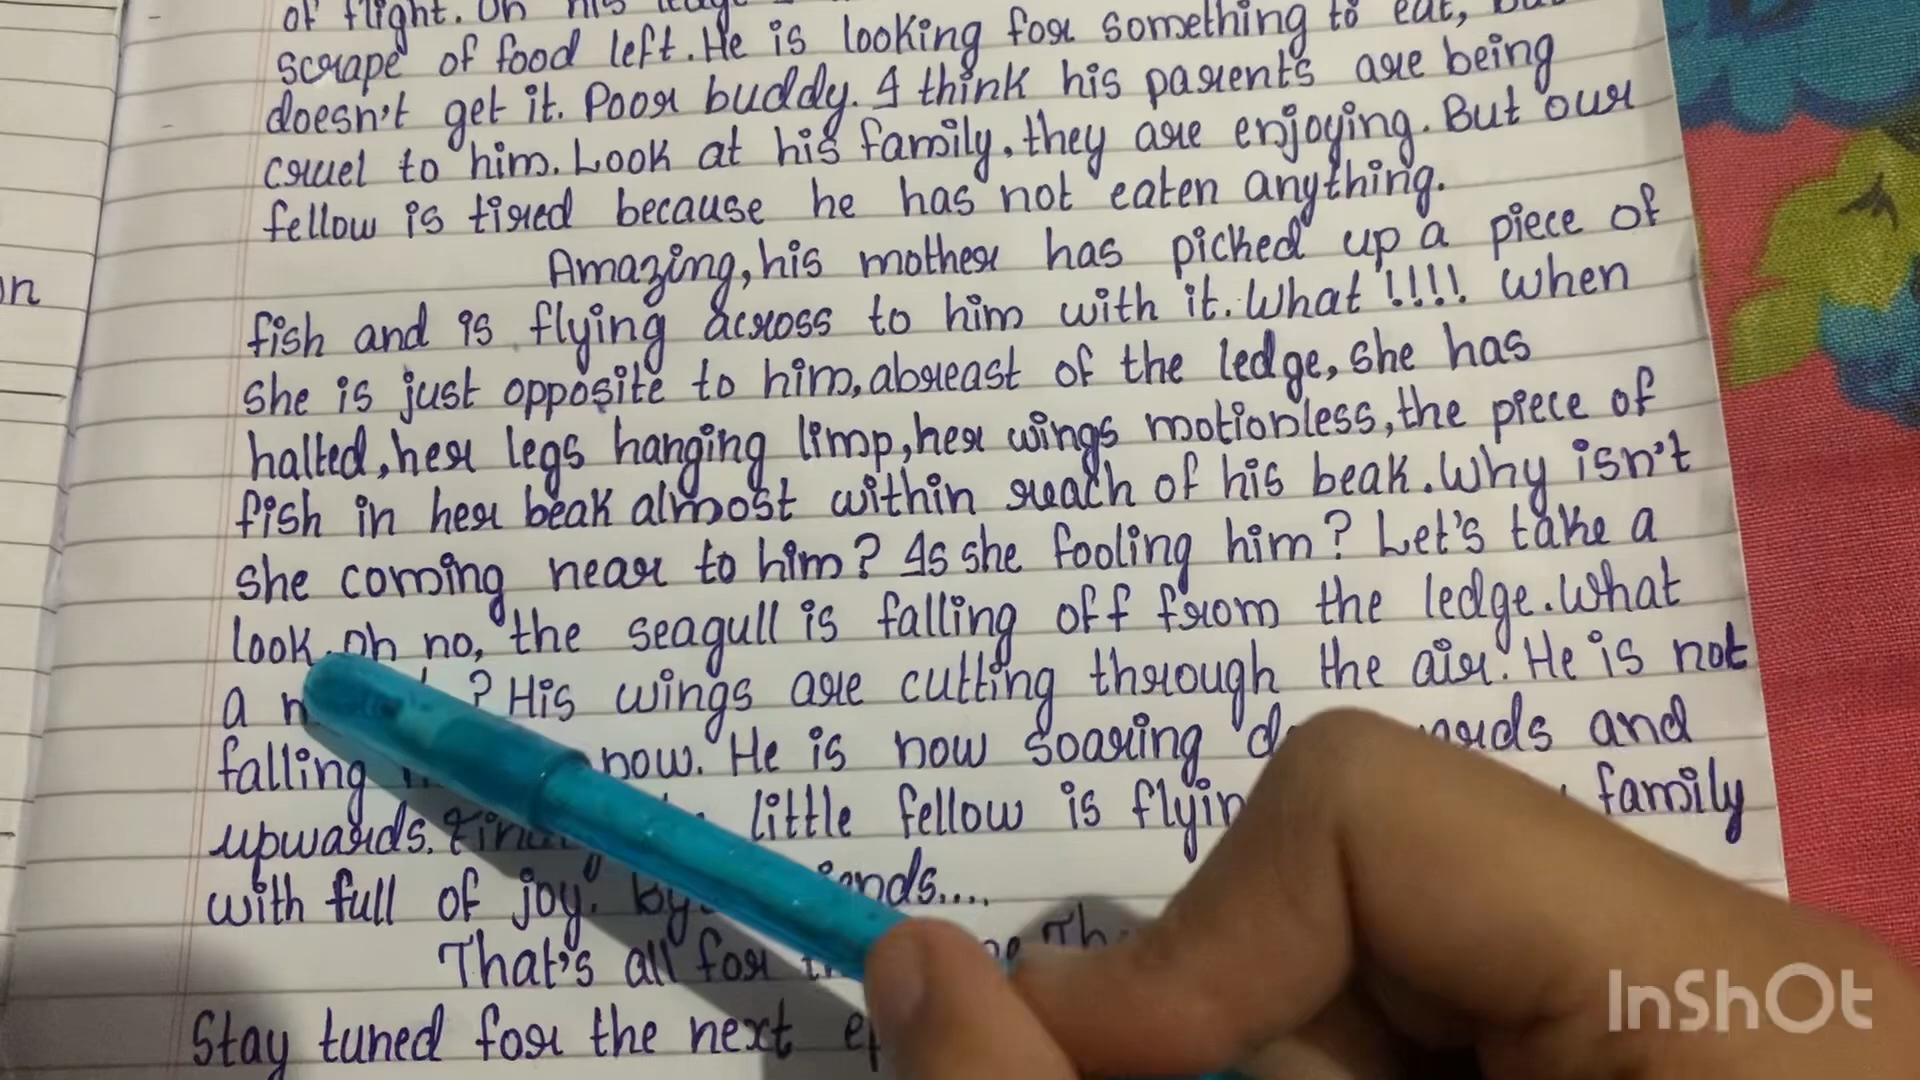 of flight. On his ledge
scrape of food left. He is looking for something to eat, but
doesn't get it. Poor buddy. I think his parents are being
cruel to him. Look at his family, they are enjoying. But our
fellow is tired because he has not eaten anything.
Amazing, his mother has picked up a piece of
fish and is flying across to him with it. What !!!! When
she is just opposite to him, abreast of the ledge, she has
halted, her legs hanging limp, her wings motionless, the piece of
fish in her beak almost within reach of his beak. Why isn't
she coming near to him? Is she fooling him? Let's take a
look. Oh no, the seagull is falling off from the ledge. What
a ? His wings are cutting through the air. He is not
falling now. He is now soaring and
upwards. little fellow is family
with full of joy.
That's all for
Stay tuned for the next
n
InShOt